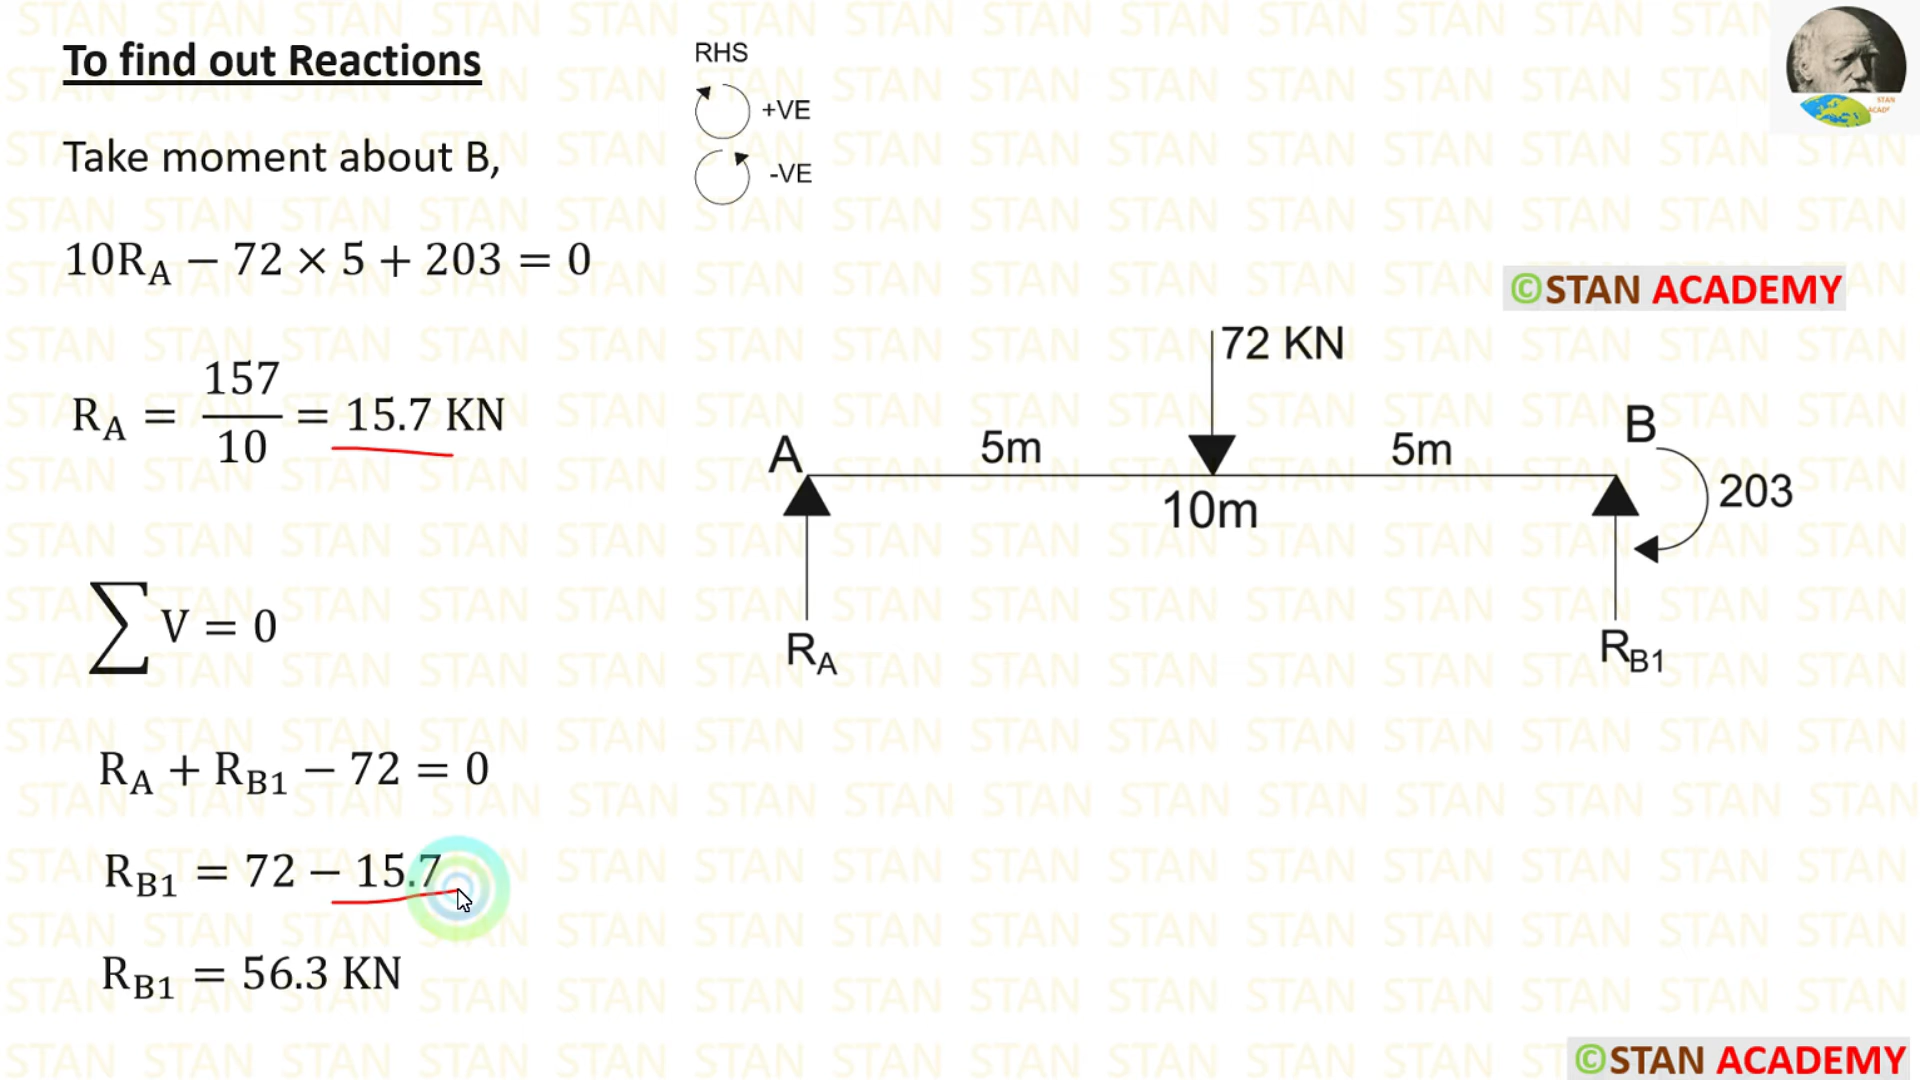 To find out Reactions
Take moment about B,
10R_A − 72 × 5 + 203 = 0
R_A = 157/10 = 15.7 KN
∑ V = 0
R_A + R_B1 − 72 = 0
R_B1 = 72 − 15.7
R_B1 = 56.3 KN
RHS
+VE
-VE
STAN
ACADEMY
©STAN ACADEMY
72 KN
A
5m
5m
B
10m
203
R_A
R_B1
©STAN ACADEMY